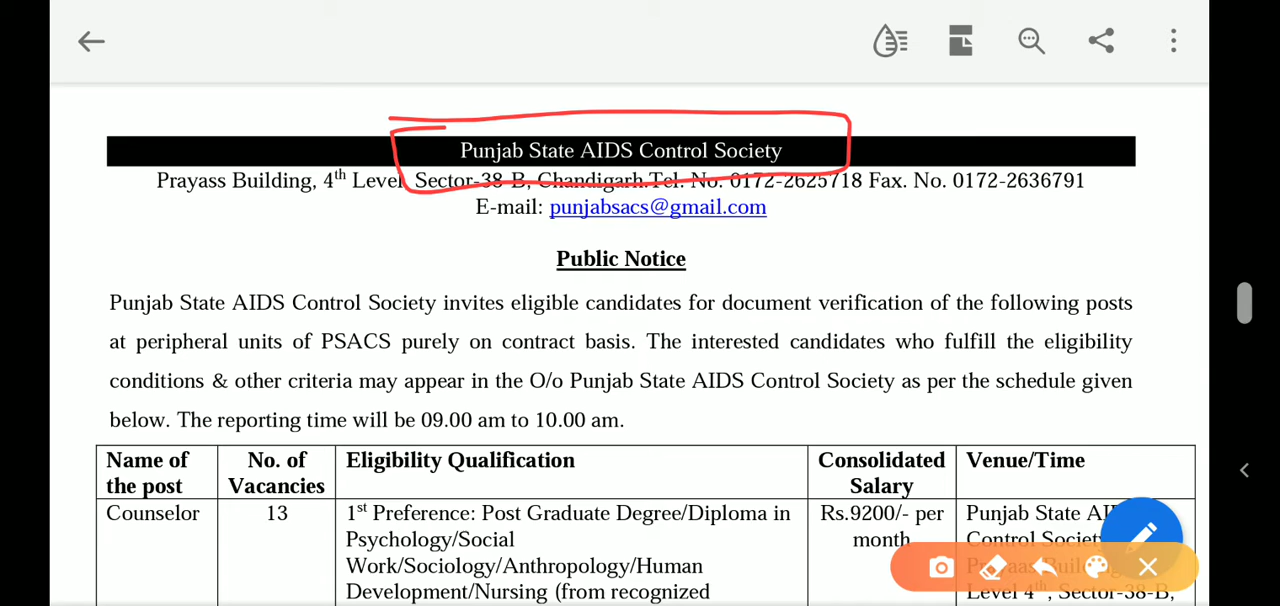 Punjab State AIDS Control Society
Prayass Building, 4th Level, Sector-38-B, Chandigarh.Tel. No. 0172-2625718 Fax. No. 0172-2636791
E-mail: punjabsacs@gmail.com
Public Notice
Punjab State AIDS Control Society invites eligible candidates for document verification of the following posts
at peripheral units of PSACS purely on contract basis. The interested candidates who fulfill the eligibility
conditions & other criteria may appear in the O/o Punjab State AIDS Control Society as per the schedule given
below. The reporting time will be 09.00 am to 10.00 am.
Name of the post
No. of Vacancies
Eligibility Qualification
Consolidated Salary
Venue/Time
Counselor
13
1st Preference: Post Graduate Degree/Diploma in
Psychology/Social
Work/Sociology/Anthropology/Human
Development/Nursing (from recognized
Rs.9200/- per
month
Punjab State
Control Society
Level 4th, Sector-38-B,